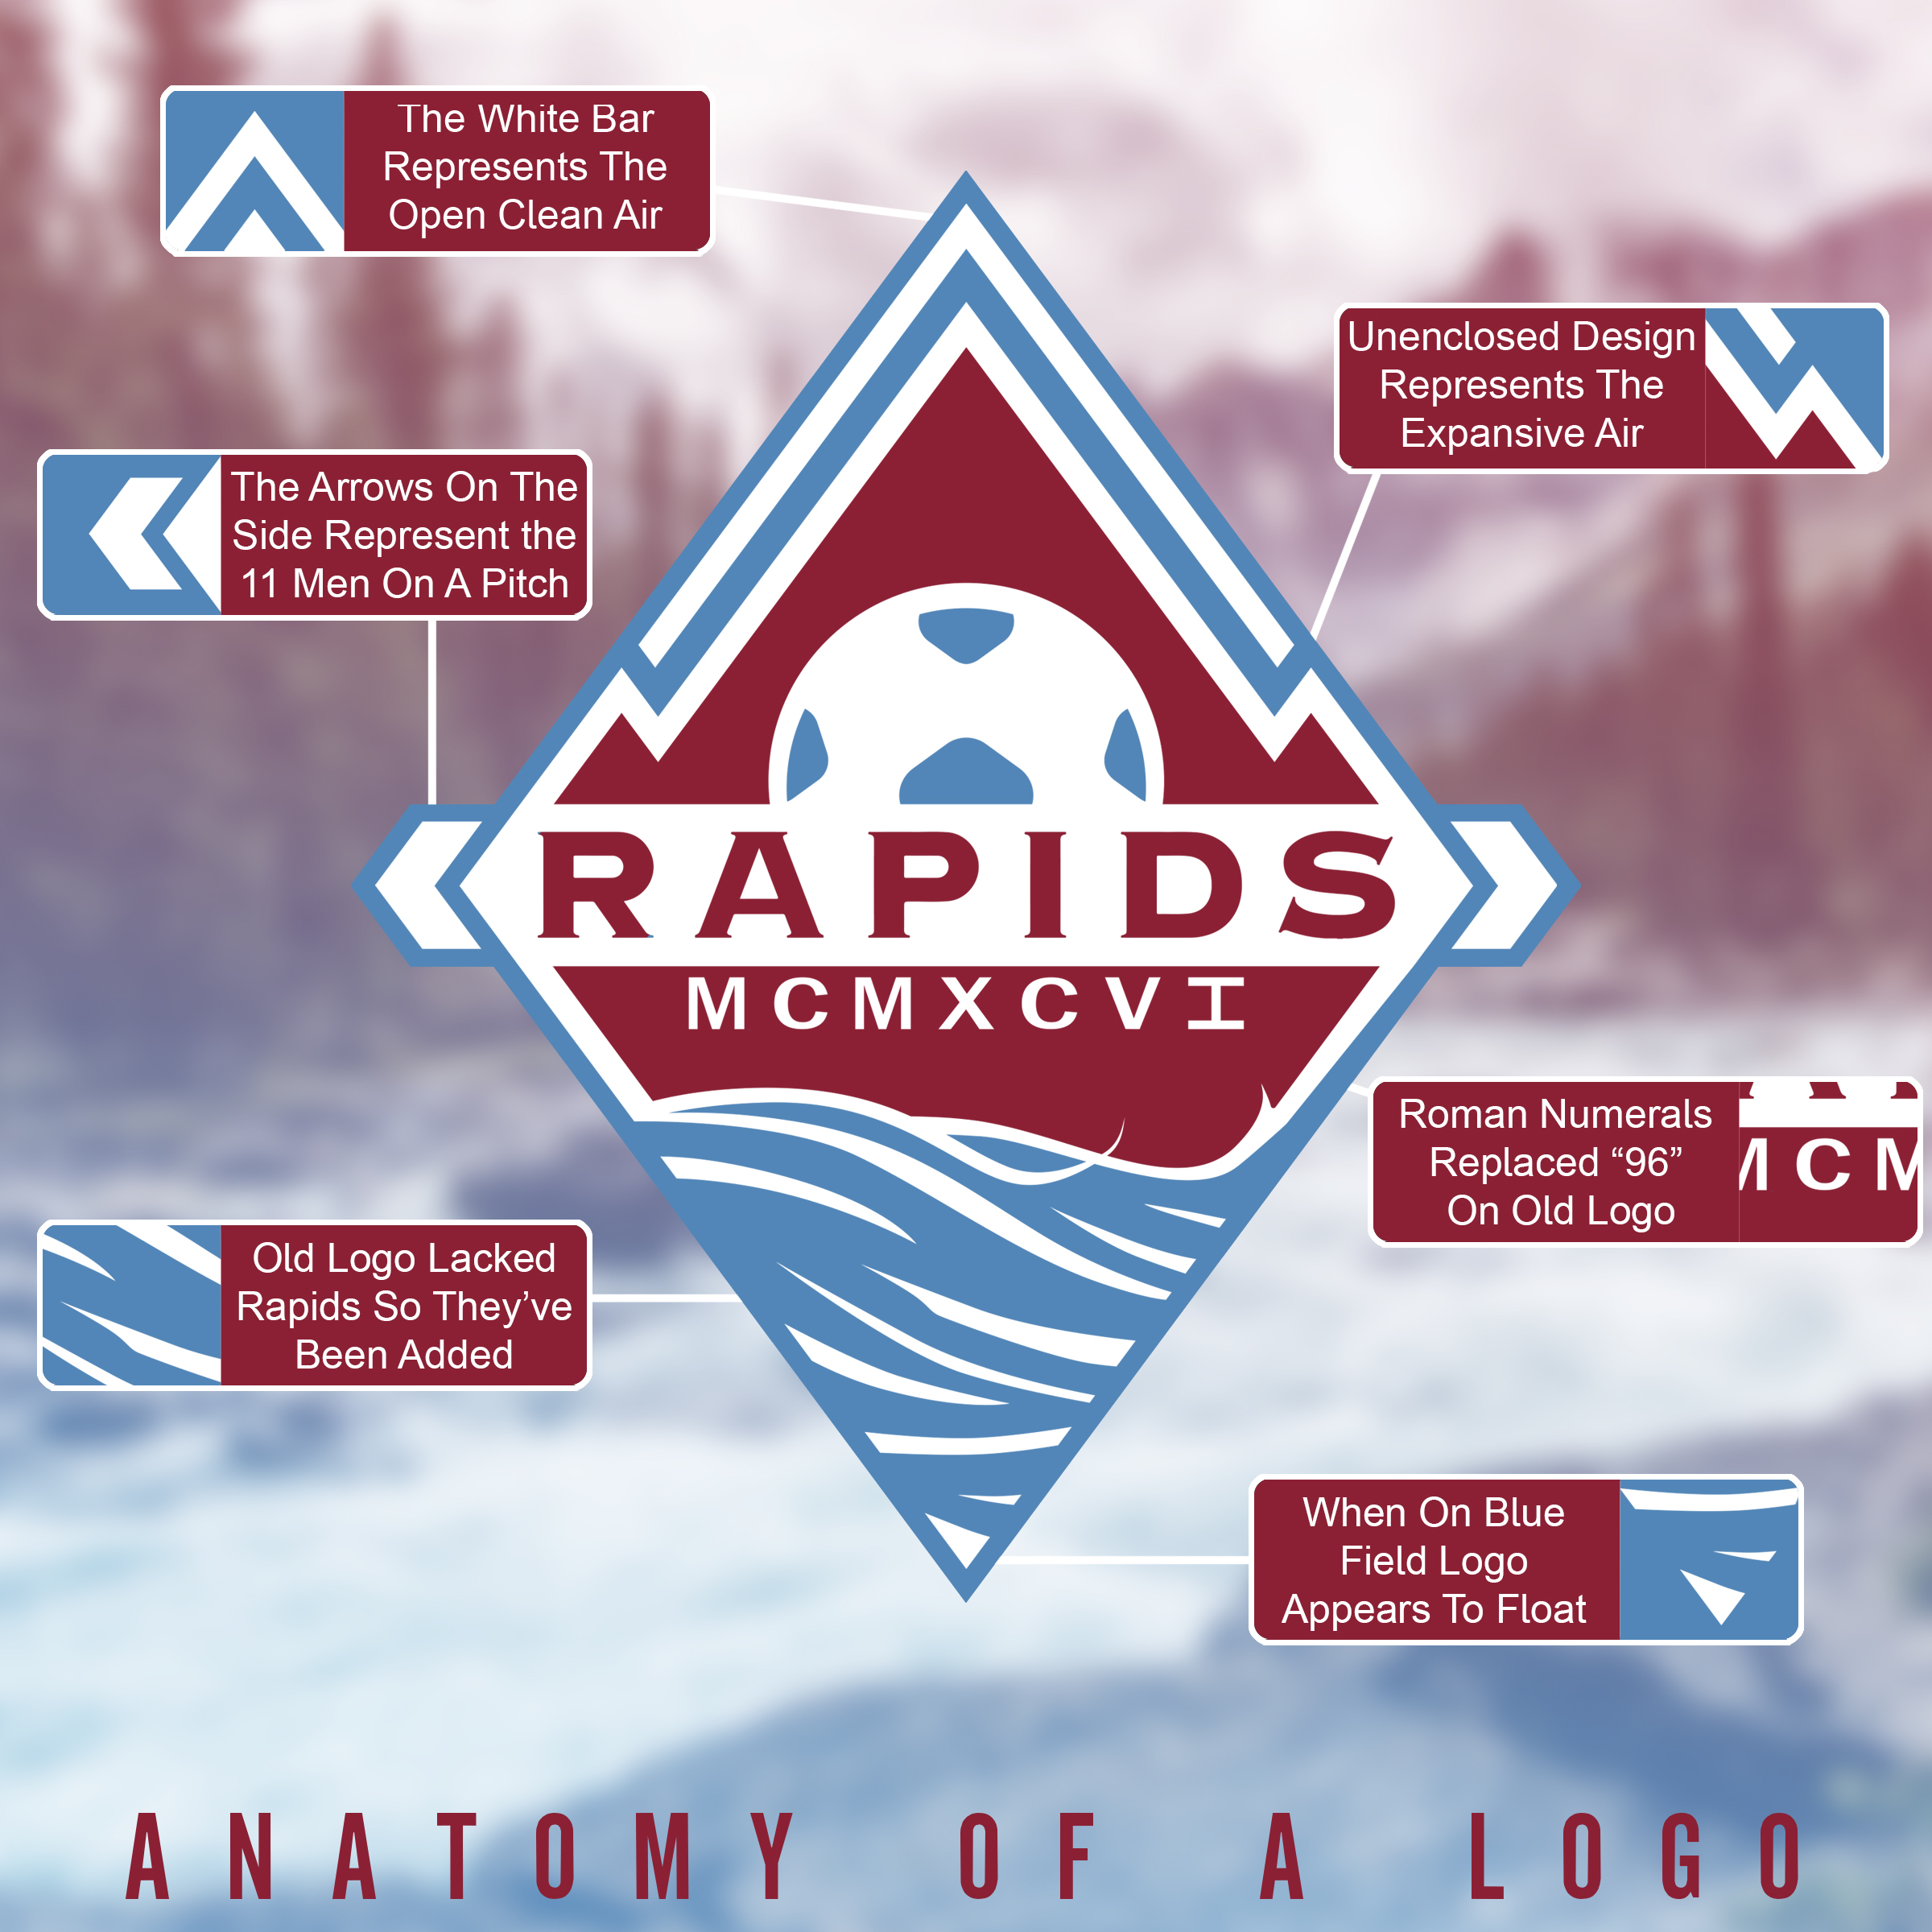 The White Bar
Represents The
Open Clean Air
Unenclosed Design
Represents The
Expansive Air
The Arrows On The
Side Represent the
11 Men On A Pitch
RAPIDS
MCMXCVI
Roman Numerals
Replaced “96”
On Old Logo
MCM
Old Logo Lacked
Rapids So They’ve
Been Added
When On Blue
Field Logo
Appears To Float
ANATOMY OF A LOGO